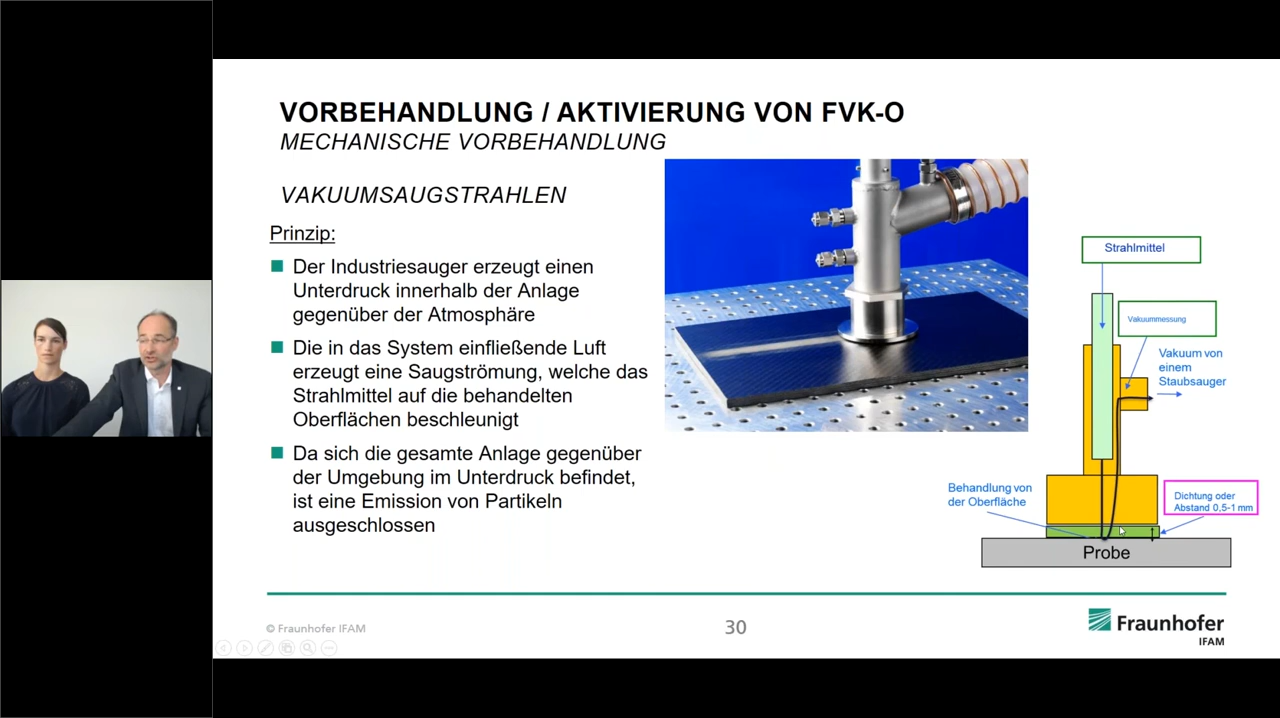 VORBEHANDLUNG / AKTIVIERUNG VON FVK-O
MECHANISCHE VORBEHANDLUNG
VAKUUMSAUGSTRAHLEN
Prinzip:
Der Industriesauger erzeugt einen
Unterdruck innerhalb der Anlage
gegenüber der Atmosphäre
Die in das System einfließende Luft
erzeugt eine Saugströmung, welche das
Strahlmittel auf die behandelten
Oberflächen beschleunigt
Da sich die gesamte Anlage gegenüber
der Umgebung im Unterdruck befindet,
ist eine Emission von Partikeln
ausgeschlossen
Strahlmittel
Vakuummessung
Vakuum von
einem
Staubsauger
Behandlung von
der Oberfläche
Dichtung oder
Abstand 0,5-1 mm
Probe
© Fraunhofer IFAM
30
Fraunhofer
IFAM